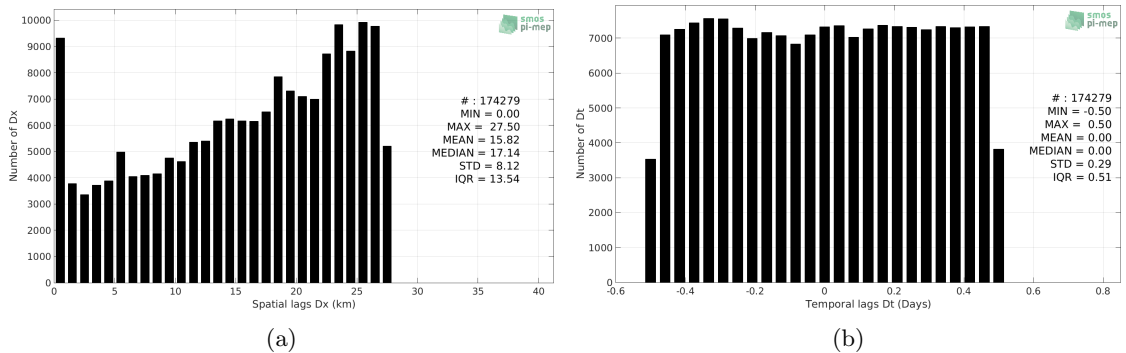 10000
9000
8000
7000
6000
5000
4000
3000
2000
1000
0
Number of Dx
smos
pi-mep
# : 174279
MIN = 0.00
MAX = 27.50
MEAN = 15.82
MEDIAN = 17.14
STD = 8.12
IQR = 13.54
0 5 10 15 20 25 30 35 40
Spatial lags Dx (km)
(a)
7000
6000
5000
4000
3000
2000
1000
0
Number of Dt
smos
pi-mep
# : 174279
MIN = -0.50
MAX = 0.50
MEAN = 0.00
MEDIAN = 0.00
STD = 0.29
IQR = 0.51
-0.6 -0.4 -0.2 0 0.2 0.4 0.6 0.8
Temporal lags Dt (Days)
(b)